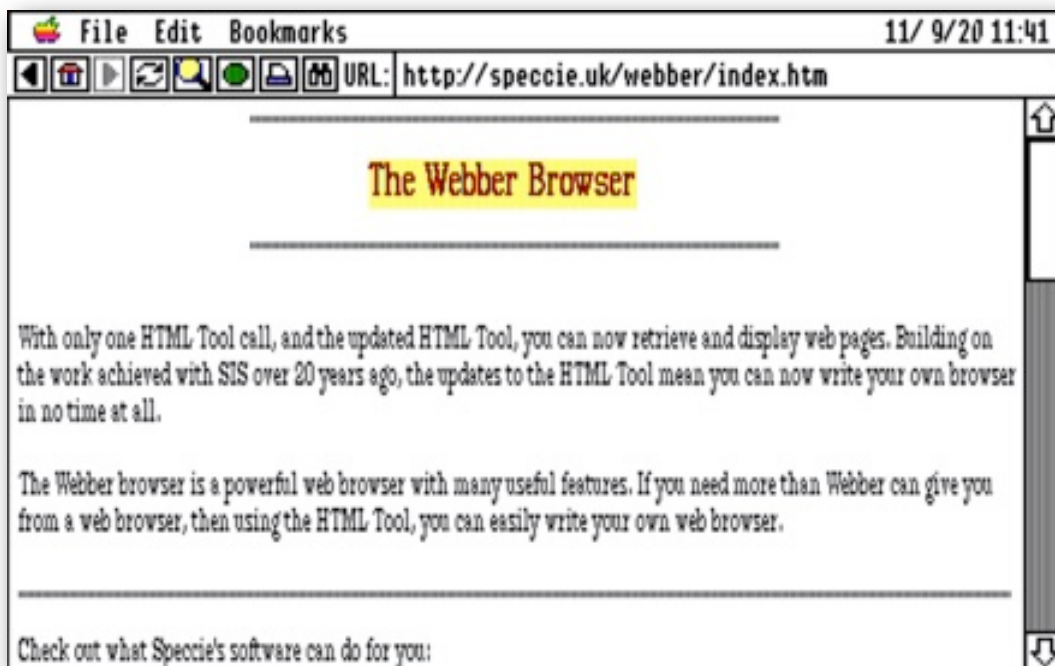 File Edit Bookmarks 11/ 9/20 11:41
URL: http://speccie.uk/webber/index.htm
The Webber Browser
With only one HTML Tool call, and the updated HTML Tool, you can now retrieve and display web pages. Building on
the work achieved with SIS over 20 years ago, the updates to the HTML Tool mean you can now write your own browser
in no time at all.
The Webber browser is a powerful web browser with many useful features. If you need more than Webber can give you
from a web browser, then using the HTML Tool, you can easily write your own web browser.
Check out what Speccie's software can do for you: